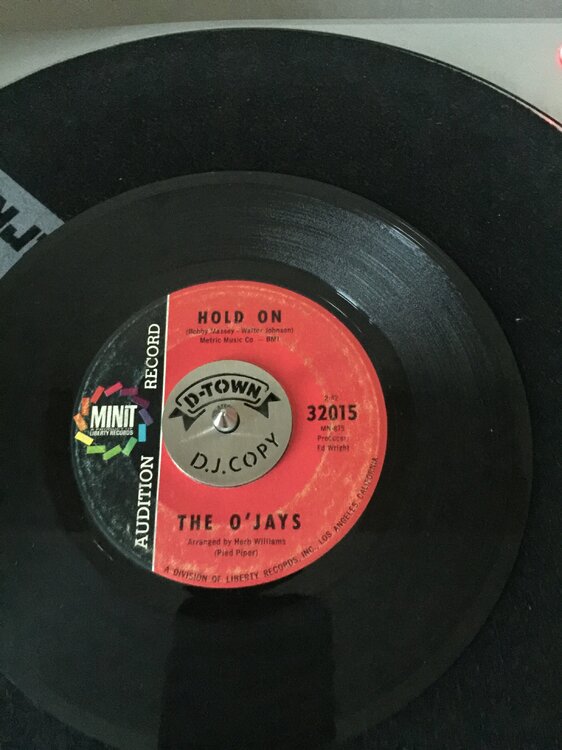 HOLD ON
(Bobby Massey - Walter Johnson)
Metric Music Co — BMI
AUDITION RECORD
MINIT
LIBERTY RECORDS
D-TOWN
D.J. COPY
2:42
32015
MN-815
Producer:
Ed Wright
THE O'JAYS
Arranged by Herb Williams
(Pied Piper)
A DIVISION OF LIBERTY RECORDS, INC., LOS ANGELES, CALIFORNIA